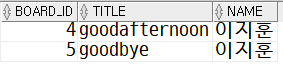 BOARD_ID TITLE NAME
4 goodafternoon 이지훈
5 goodbye 이지훈